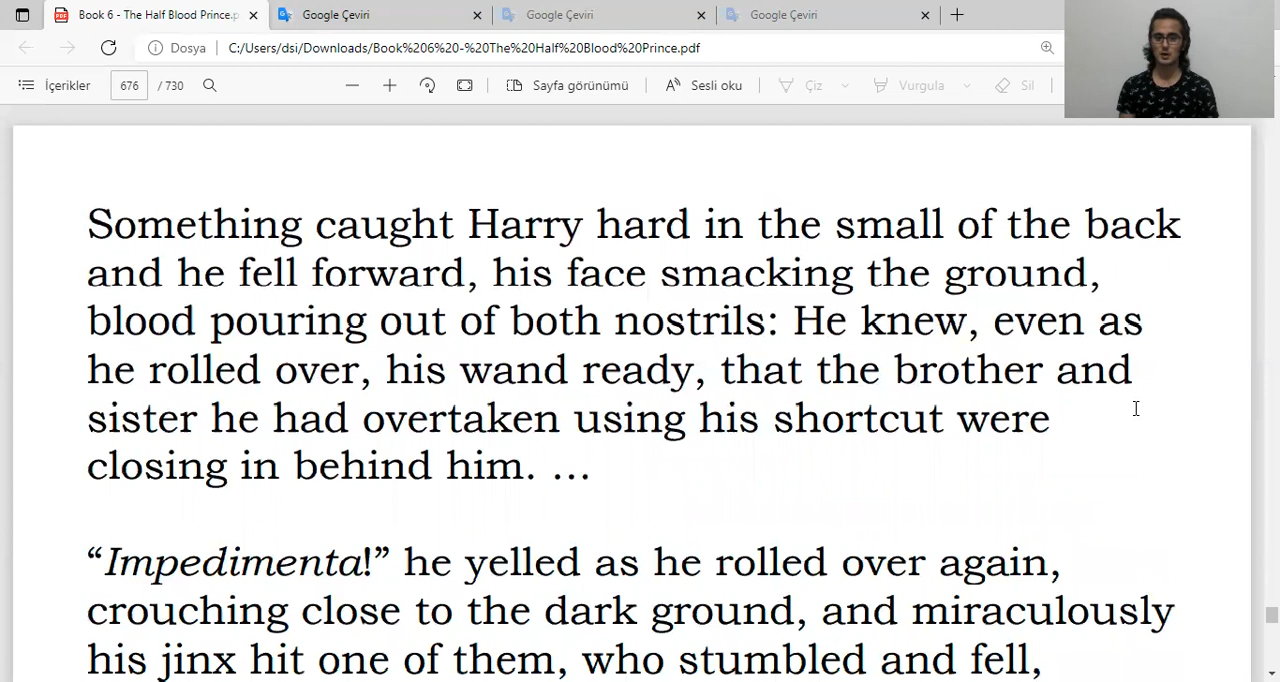 Book 6 - The Half Blood Prince.p
Google Çeviri
Google Çeviri
Google Çeviri
Dosya
C:/Users/dsi/Downloads/Book%206%20-%20The%20Half%20Blood%20Prince.pdf
İçerikler
676
/ 730
Sayfa görünümü
Sesli oku
Çiz
Vurgula
Sil
Something caught Harry hard in the small of the back
and he fell forward, his face smacking the ground,
blood pouring out of both nostrils: He knew, even as
he rolled over, his wand ready, that the brother and
sister he had overtaken using his shortcut were
closing in behind him. …
“Impedimenta!” he yelled as he rolled over again,
crouching close to the dark ground, and miraculously
his jinx hit one of them, who stumbled and fell,